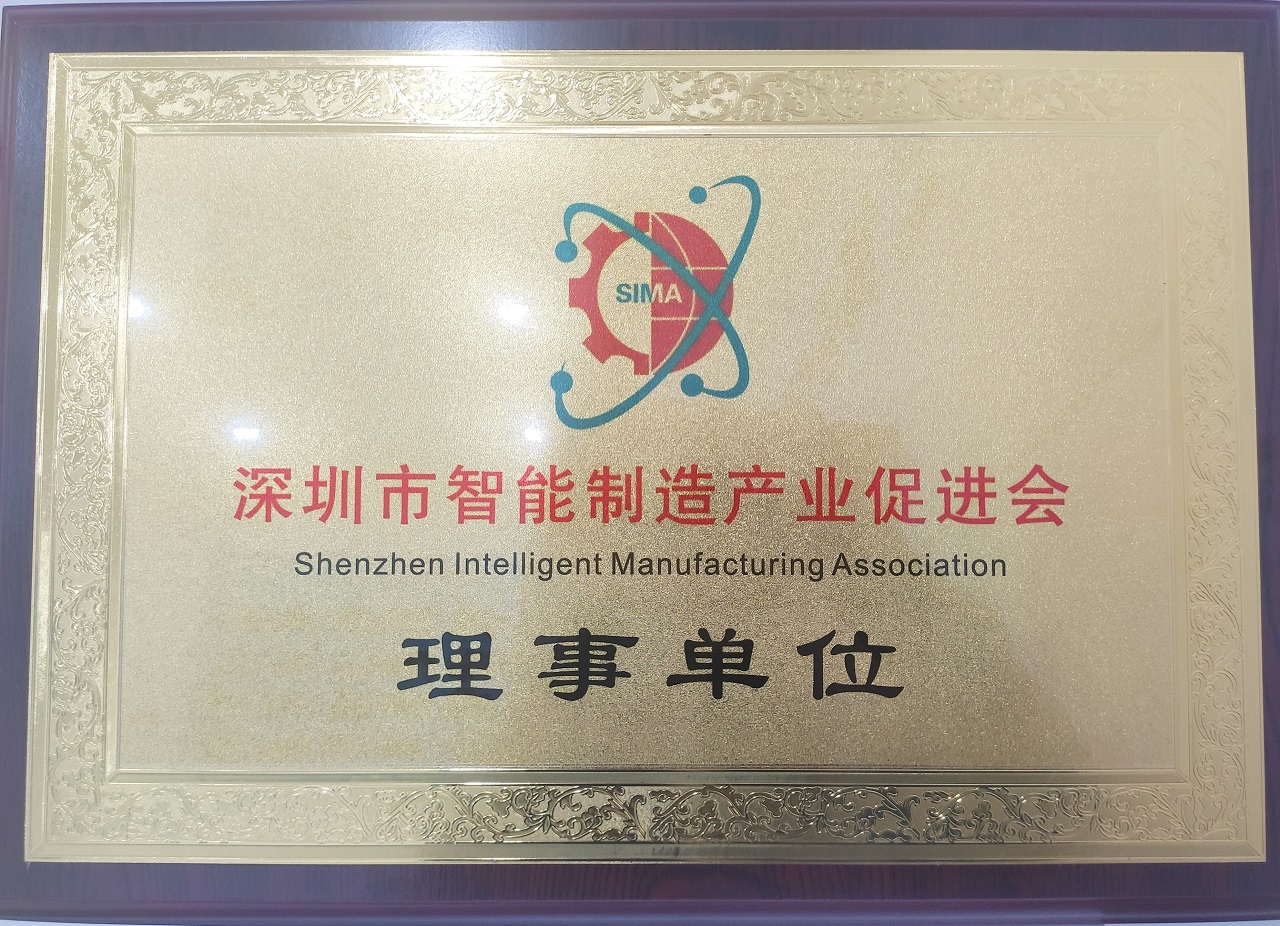 SIMA
深圳市智能制造产业促进会
Shenzhen Intelligent Manufacturing Association
理事单位